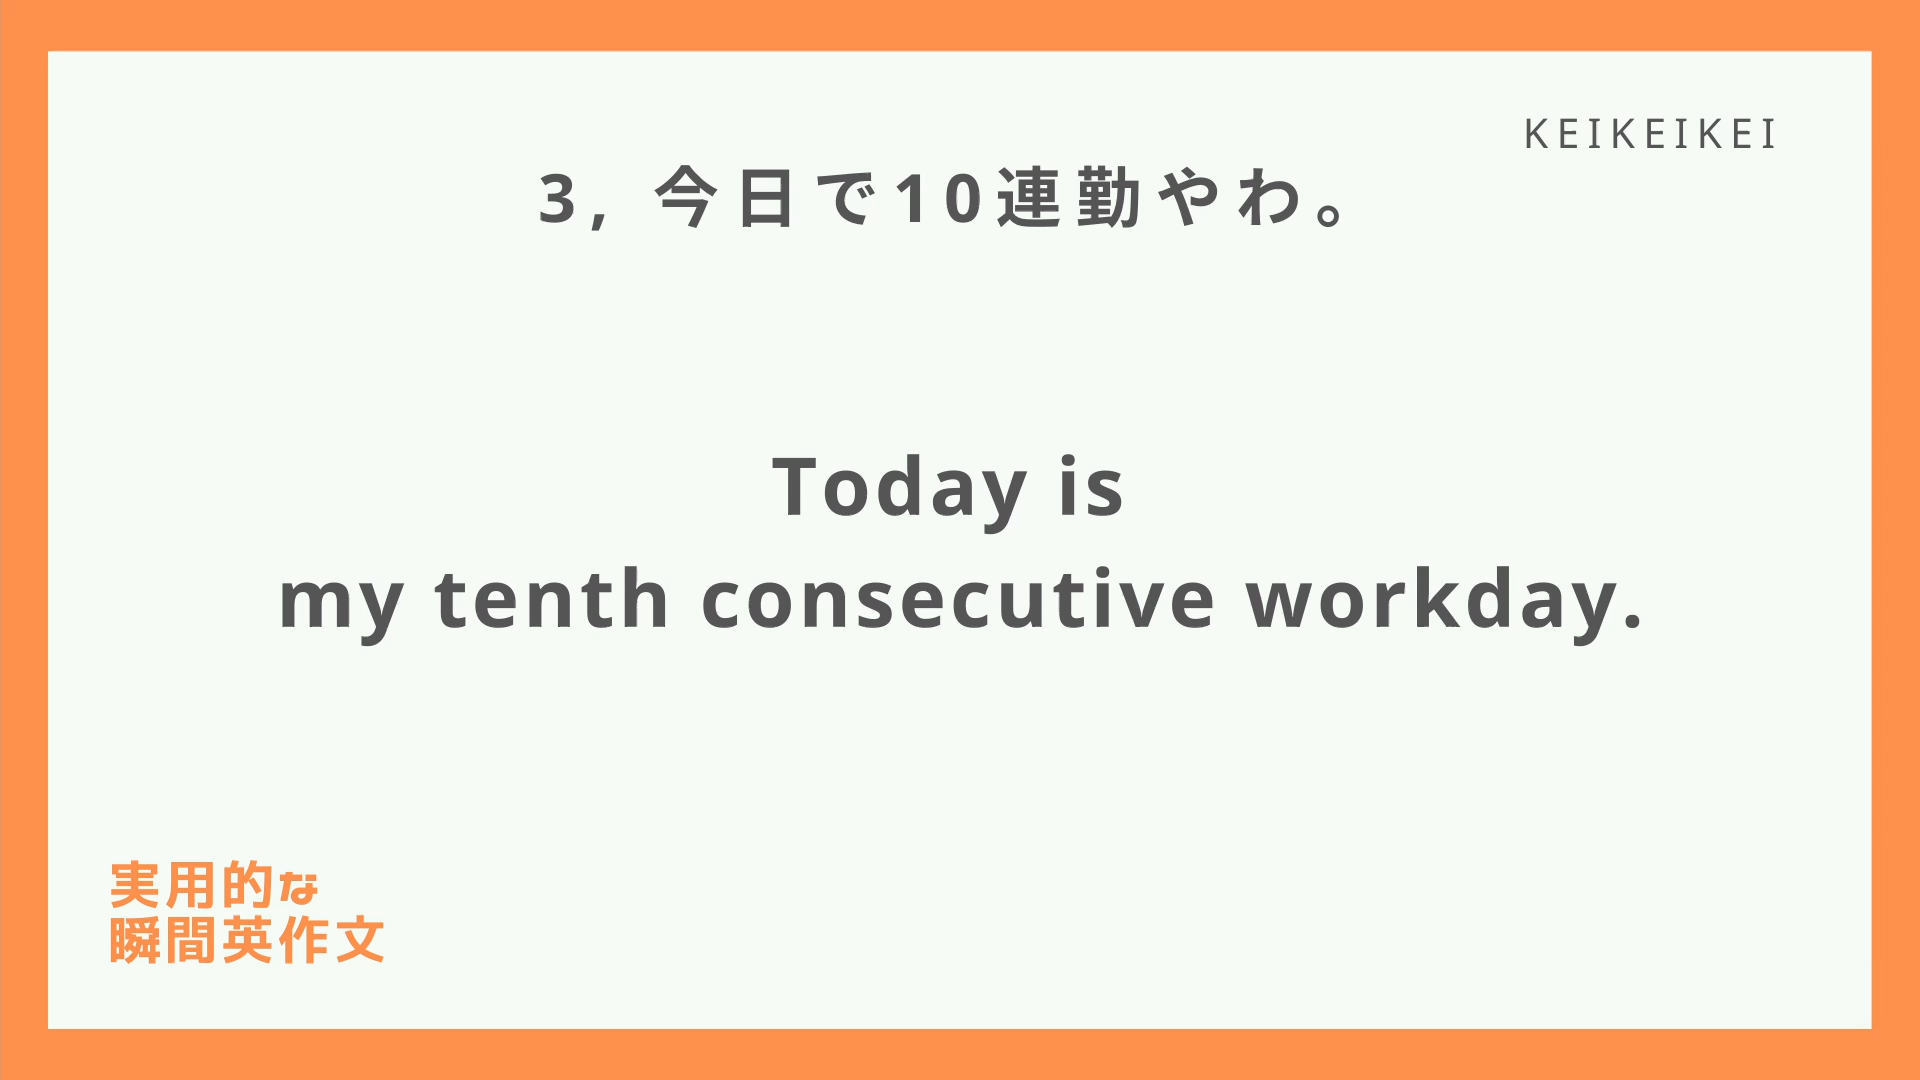 KEIKEIKEI
3, 今日で10連勤やわ。
Today is
my tenth consecutive workday.
実用的な
瞬間英作文